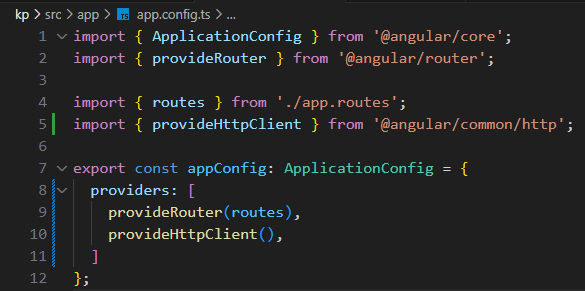 kp > src > app > TS app.config.ts > ...
1 import { ApplicationConfig } from '@angular/core';
2 import { provideRouter } from '@angular/router';
3
4 import { routes } from './app.routes';
5 import { provideHttpClient } from '@angular/common/http';
6
7 export const appConfig: ApplicationConfig = {
8   providers: [
9     provideRouter(routes),
10     provideHttpClient(),
11   ]
12 };